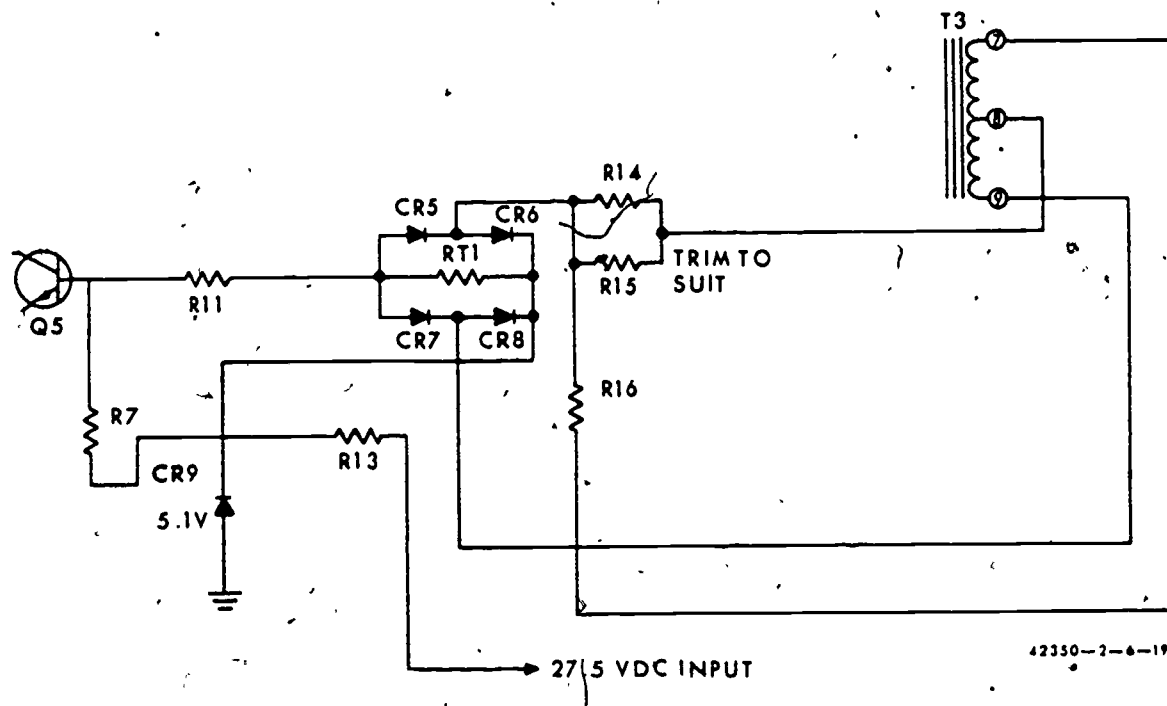 T3
7
8
R14
9
CR5
CR6
RT1
TRIM TO
SUIT
R15
R11
Q5
CR7
CR8
R16
R7
R13
CR9
5.1V
27.5 VDC INPUT
42350-2-6-19